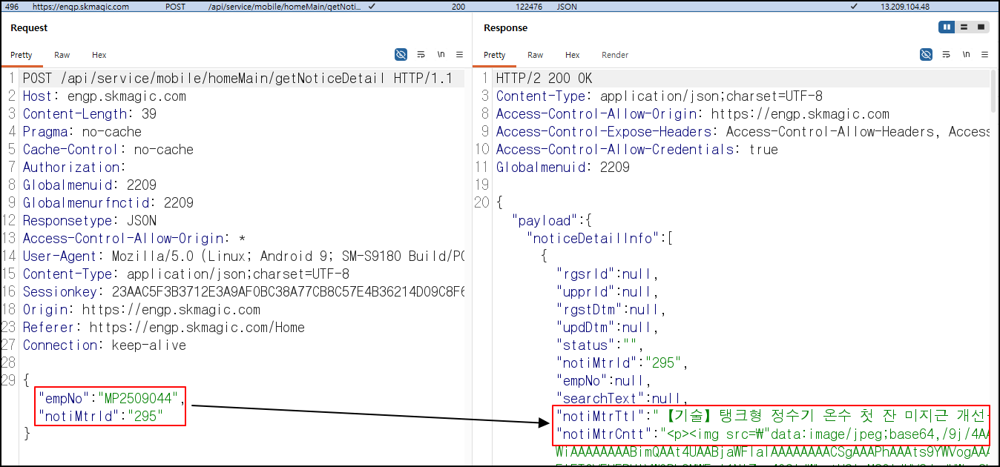 496 https://engp.skmagic.com POST /api/service/mobile/homeMain/getNoti... ✓ 200 122476 JSON ✓ 13.209.104.48
Request
Pretty Raw Hex \n
1 POST /api/service/mobile/homeMain/getNoticeDetail HTTP/1.1
2 Host: engp.skmagic.com
3 Content-Length: 39
4 Pragma: no-cache
5 Cache-Control: no-cache
7 Authorization:
8 Globalmenuid: 2209
9 Globalmenurfnctid: 2209
12 Responsetype: JSON
13 Access-Control-Allow-Origin: *
14 User-Agent: Mozilla/5.0 (Linux; Android 9; SM-S9180 Build/PQ
15 Content-Type: application/json;charset=UTF-8
16 Sessionkey: 23AAC5F3B3712E3A9AF0BC38A77CB8C57E4B36214D09C8F6
18 Origin: https://engp.skmagic.com
23 Referer: https://engp.skmagic.com/Home
27 Connection: keep-alive
28
29 {
"empNo":"MP2509044",
"notiMtrId":"295"
}
Response
Pretty Raw Hex Render \n
1 HTTP/2 200 OK
3 Content-Type: application/json;charset=UTF-8
8 Access-Control-Allow-Origin: https://engp.skmagic.com
9 Access-Control-Expose-Headers: Access-Control-Allow-Headers, Access
10 Access-Control-Allow-Credentials: true
11 Globalmenuid: 2209
19
20 {
"payload":{
"noticeDetailInfo":[
{
"rgsrId":null,
"upprId":null,
"rgstDtm":null,
"updDtm":null,
"status":"",
"notiMtrId":"295",
"empNo":null,
"searchText":null,
"notiMtrTtl":"【기술】탱크형 정수기 온수 첫 잔 미지근 개선
"notiMtrCntt":"<p><img src=₩"data:image/jpeg;base64,/9j/4AA
WiAAAAAAAABimQAAt4UAABjaWFlalAAAAAAAACSgAAAPhAAAts9YWVogAAA